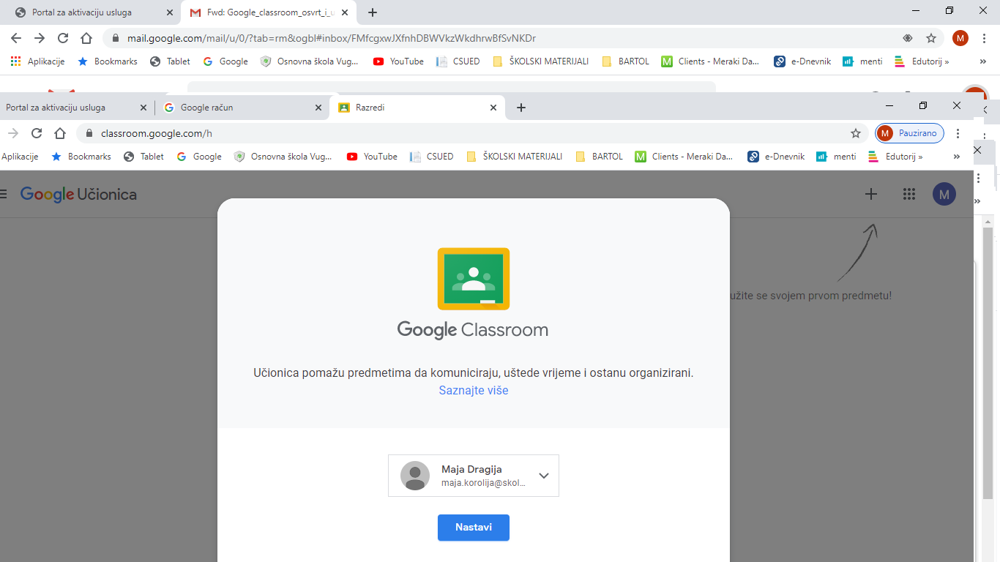 Portal za aktivaciju usluga
Fwd: Google_classroom_osvrt_i_u
mail.google.com/mail/u/0/?tab=rm&ogbl#inbox/FMfcgxwJXfnhDBWVkzWkdhrwBfSvNKDr
M
Aplikacije Bookmarks Tablet Google Osnovna škola Vug... YouTube CSUED ŠKOLSKI MATERIJALI BARTOL Clients - Meraki Da... e-Dnevnik menti Edutorij »
Portal za aktivaciju usluga
Google račun
Razredi
classroom.google.com/h
M Pauzirano
Aplikacije Bookmarks Tablet Google Osnovna škola Vug... YouTube CSUED ŠKOLSKI MATERIJALI BARTOL Clients - Meraki Da... e-Dnevnik menti Edutorij »
Google Učionica
M
užite se svojem prvom predmetu!
Google Classroom
Učionica pomažu predmetima da komuniciraju, uštede vrijeme i ostanu organizirani.
Saznajte više
Maja Dragija
maja.korolija@skol...
Nastavi